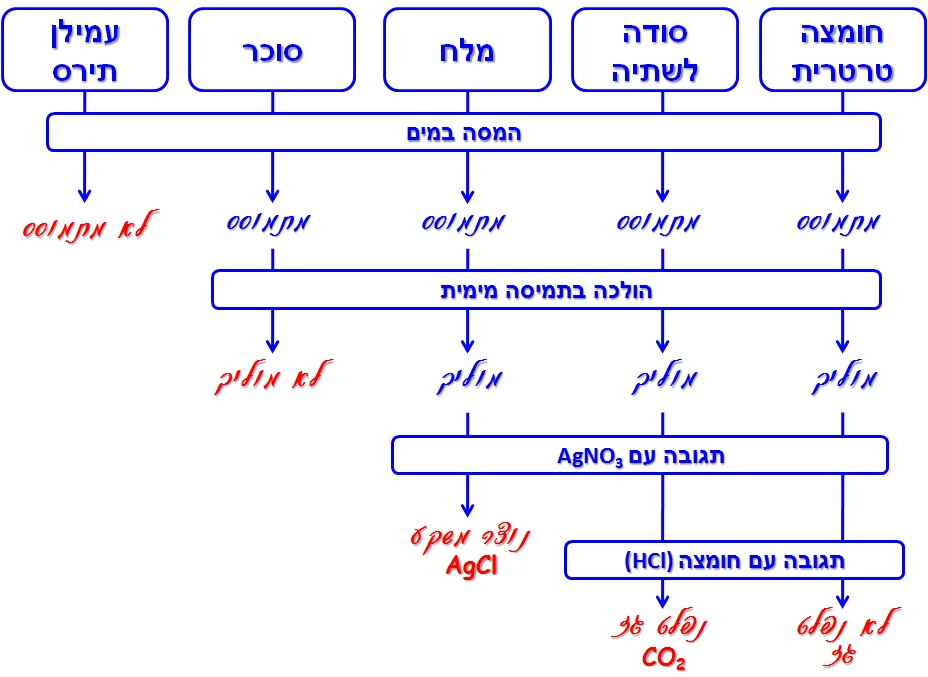 חומצה
טרטרית
סודה
לשתיה
מלח
סוכר
עמילן
תירס
המסה במים
מתמוסס
מתמוסס
מתמוסס
מתמוסס
לא מתמוסס
הולכה בתמיסה מימית
מוליך
מוליך
מוליך
לא מוליך
תגובה עם AgNO₃
נוצר משקע
AgCl
תגובה עם חומצה (HCl)
לא נפלט
גז
נפלט גז
CO₂